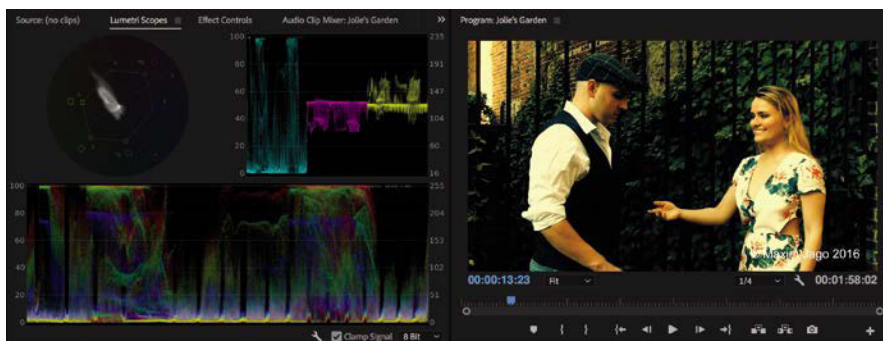 Source: (no clips) Lumetri Scopes Effect Controls Audio Clip Mixer: Jolie's Garden
Program: Jolie's Garden
100 235
80 191
60 147
40 104
20 60
0 16
100 255
80 204
60 153
40 102
20 51
0 0
Clamp Signal 8 Bit
© Maxim Jago 2016
00:00:13:23 Fit 1/4 00:01:58:02